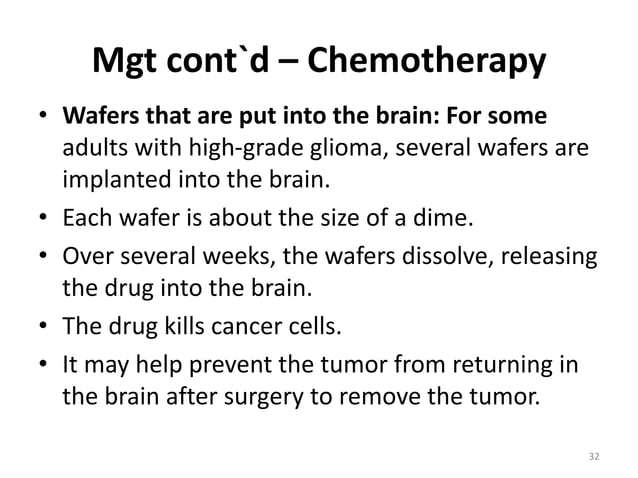 Mgt cont`d – Chemotherapy
• Wafers that are put into the brain: For some
adults with high-grade glioma, several wafers are
implanted into the brain.
• Each wafer is about the size of a dime.
• Over several weeks, the wafers dissolve, releasing
the drug into the brain.
• The drug kills cancer cells.
• It may help prevent the tumor from returning in
the brain after surgery to remove the tumor.
32